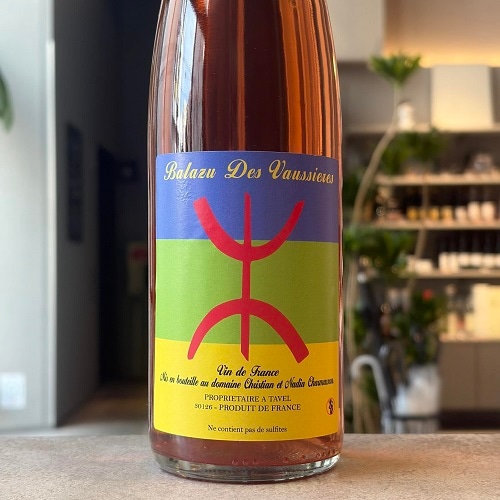 Balazu Des Vaussieres
Vin de France
Mis en bouteille au domaine Christian et Nadia Charmasson
PROPRIETAIRE A TAVEL
30126 - PRODUIT DE FRANCE
Ne contient pas de sulfites